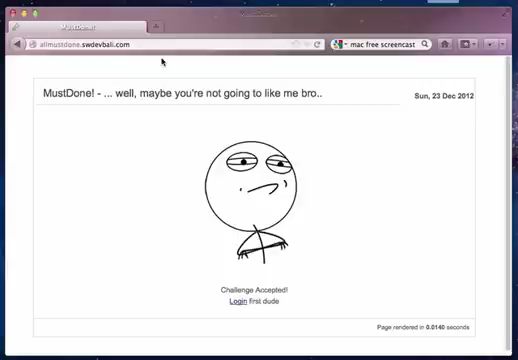 MustDone!
MustDone!
allmustdone.swdevbali.com
mac free screencast
MustDone! - ... well, maybe you're not going to like me bro..
Sun, 23 Dec 2012
Challenge Accepted!
Login first dude
Page rendered in 0.0140 seconds